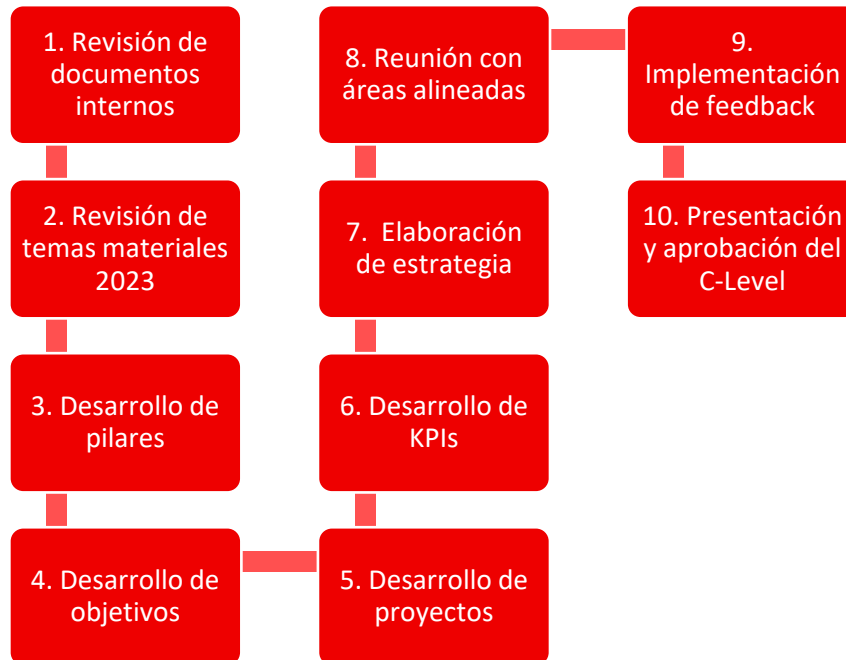 1. Revisión de
documentos
internos
2. Revisión de
temas materiales
2023
3. Desarrollo de
pilares
4. Desarrollo de
objetivos
5. Desarrollo de
proyectos
6. Desarrollo de
KPIs
7. Elaboración
de estrategia
8. Reunión con
áreas alineadas
9.
Implementación
de feedback
10. Presentación
y aprobación del
C-Level